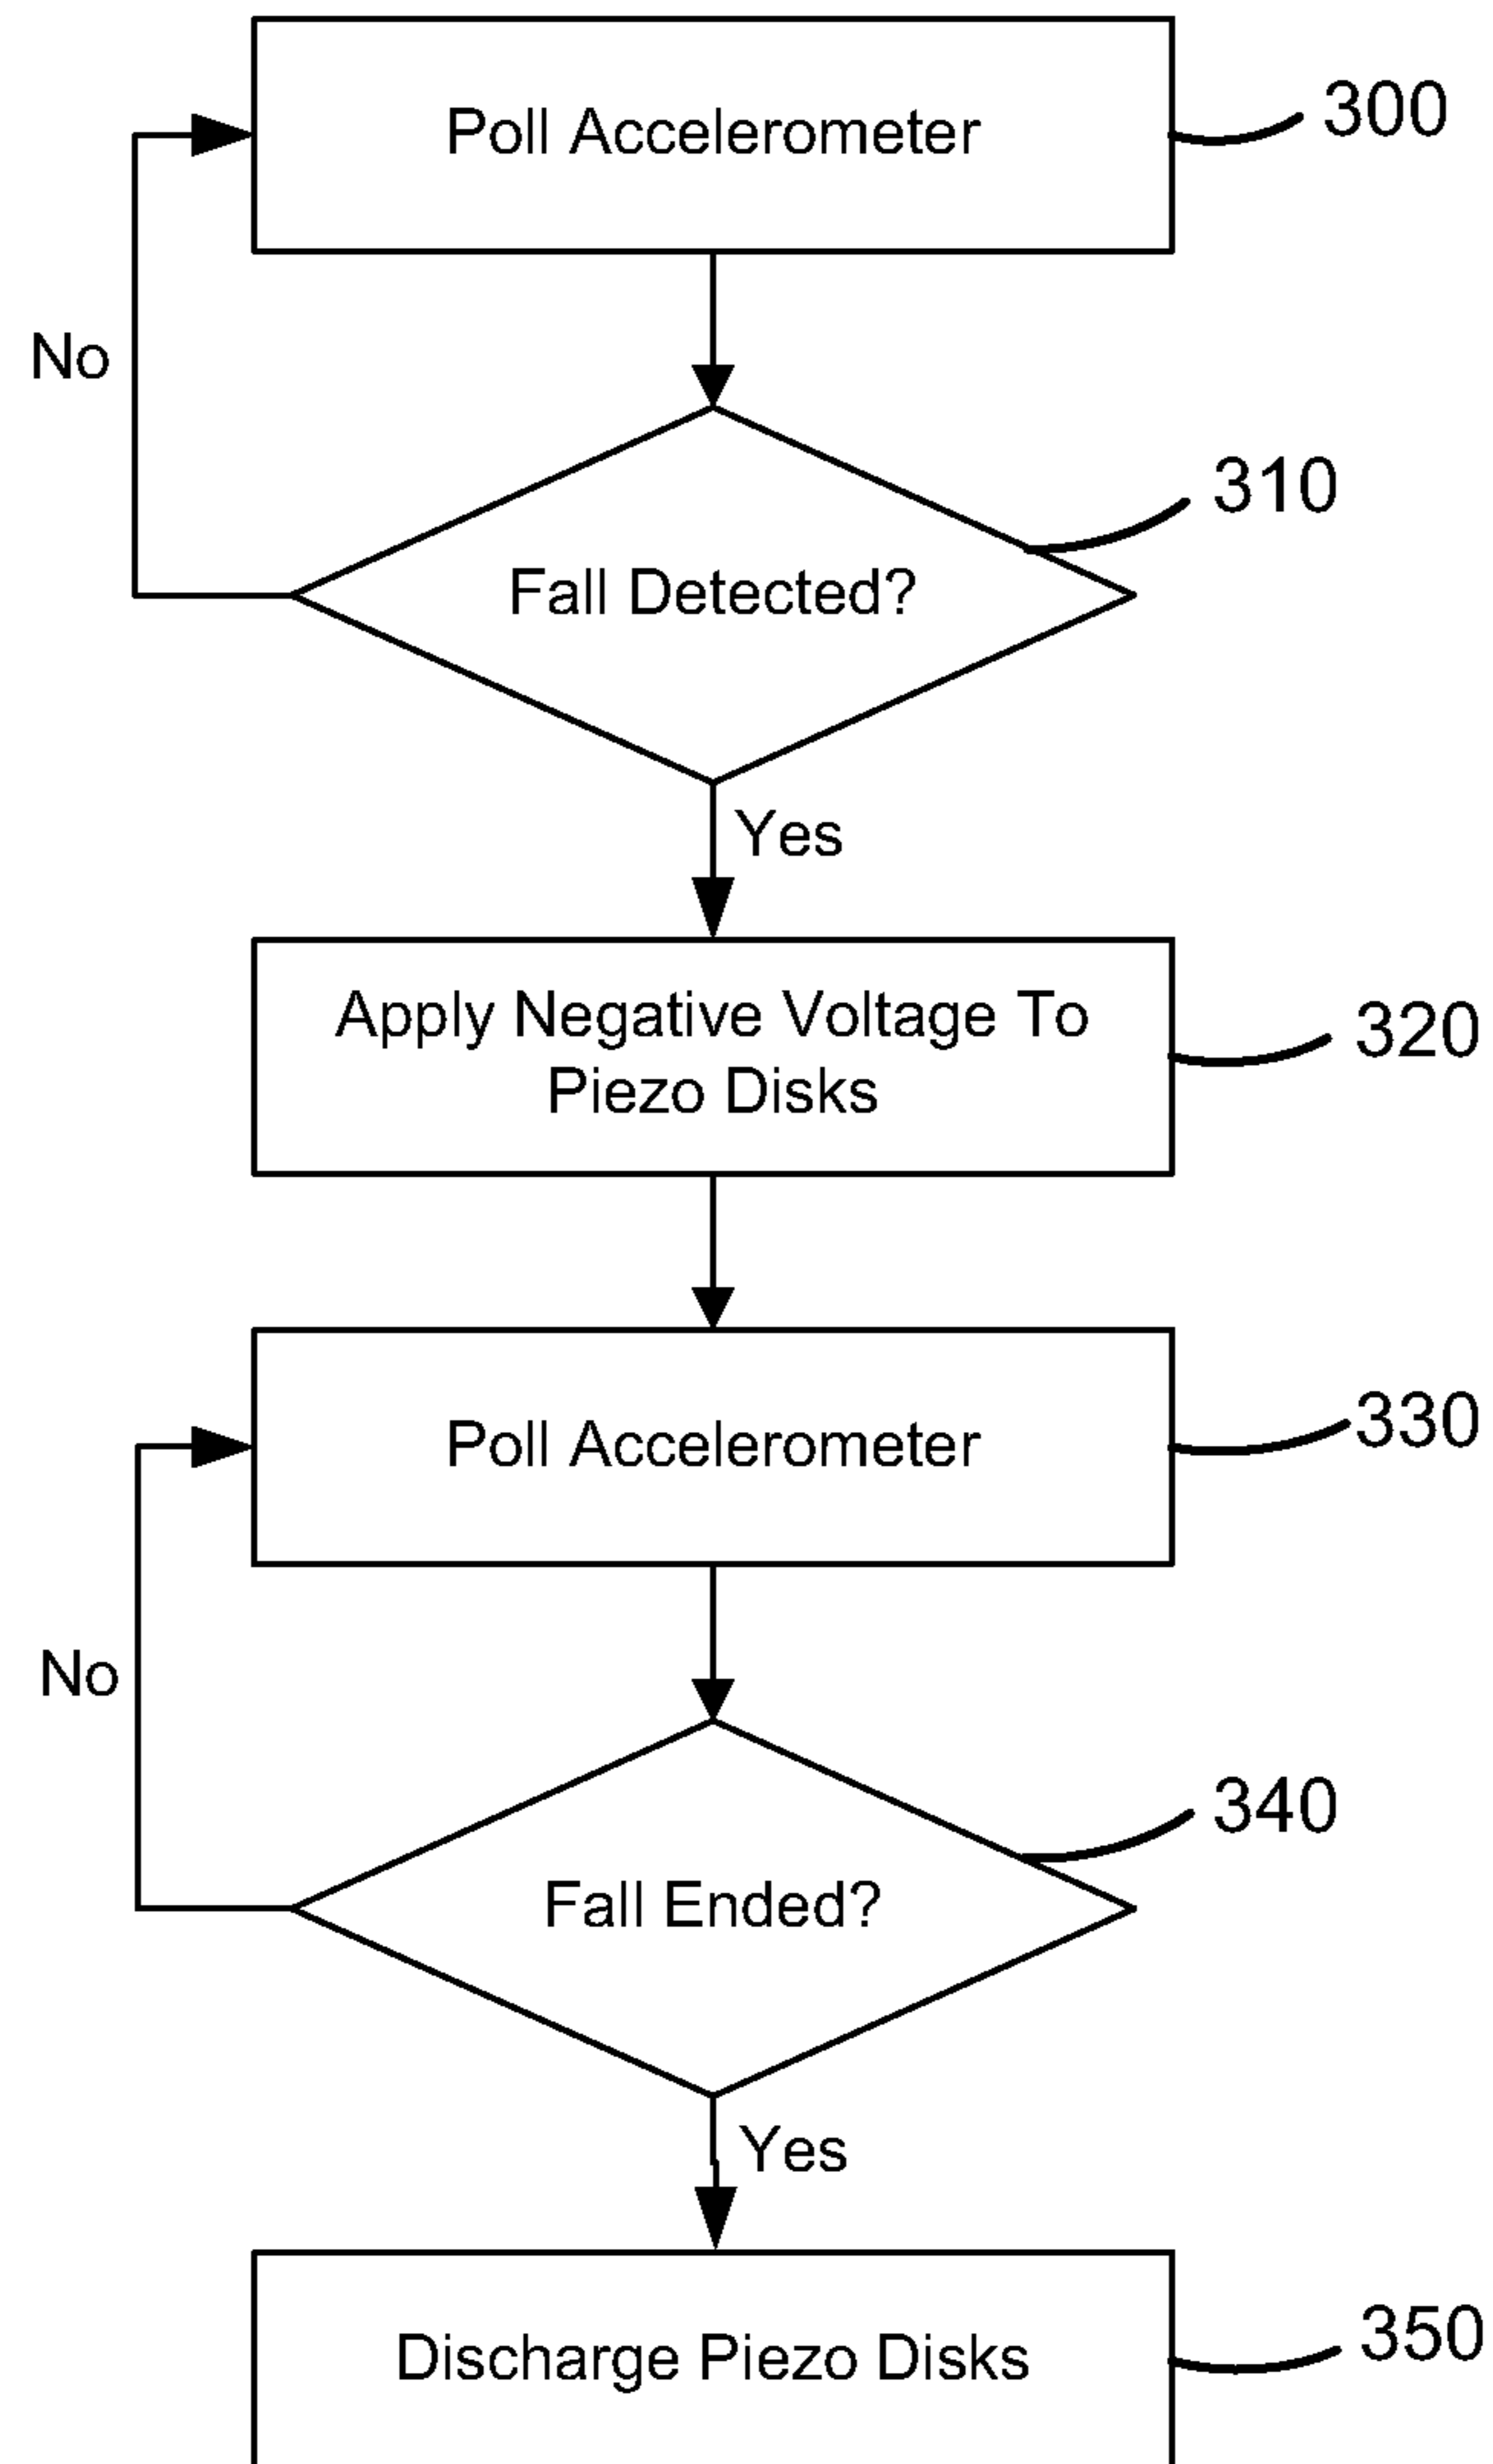 Poll Accelerometer
300
No
Fall Detected?
310
Yes
Apply Negative Voltage To
Piezo Disks
320
Poll Accelerometer
330
No
Fall Ended?
340
Yes
Discharge Piezo Disks
350